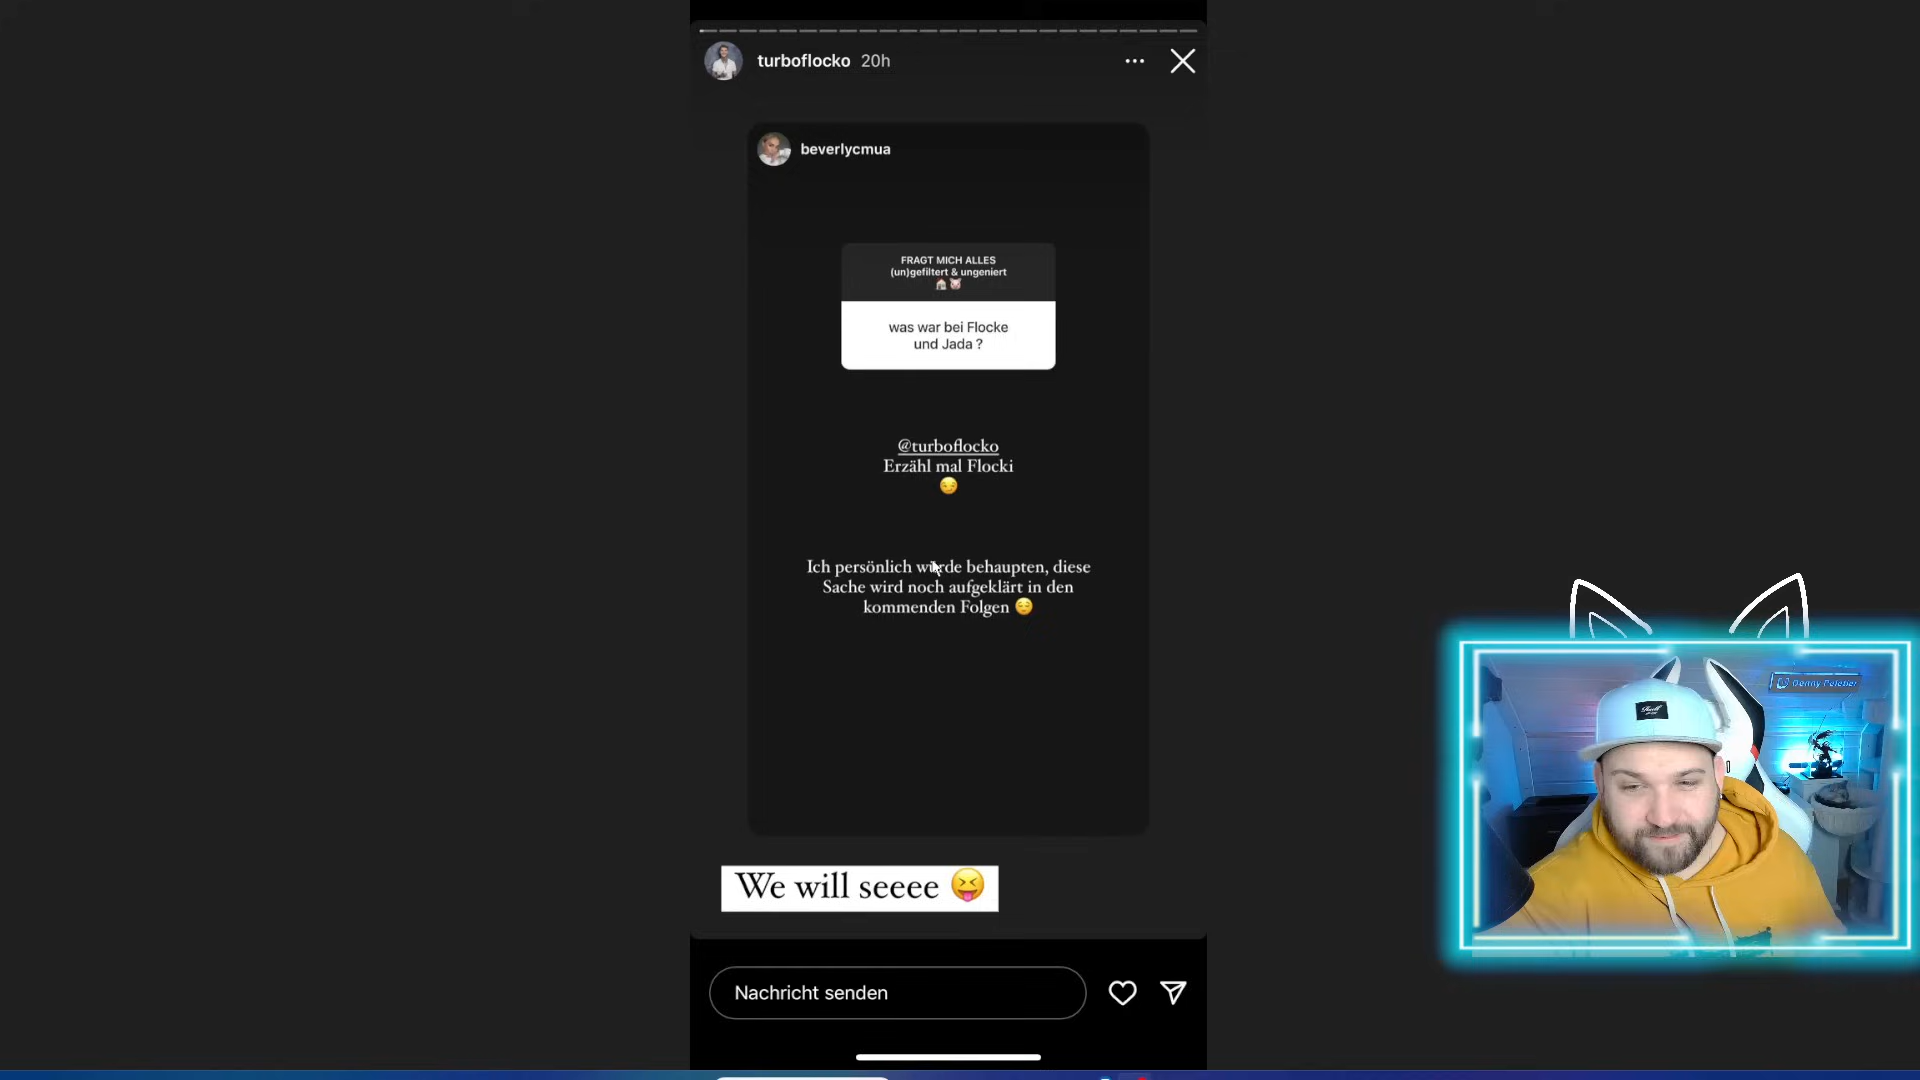 turboflocko 20h
beverlycmua
FRAGT MICH ALLES
(un)gefiltert & ungeniert
🏠🐷
was war bei Flocke
und Jada ?
@turboflocko
Erzähl mal Flocki
😏
Ich persönlich würde behaupten, diese
Sache wird noch aufgeklärt in den
kommenden Folgen 😌
We will seeee 😝
Nachricht senden